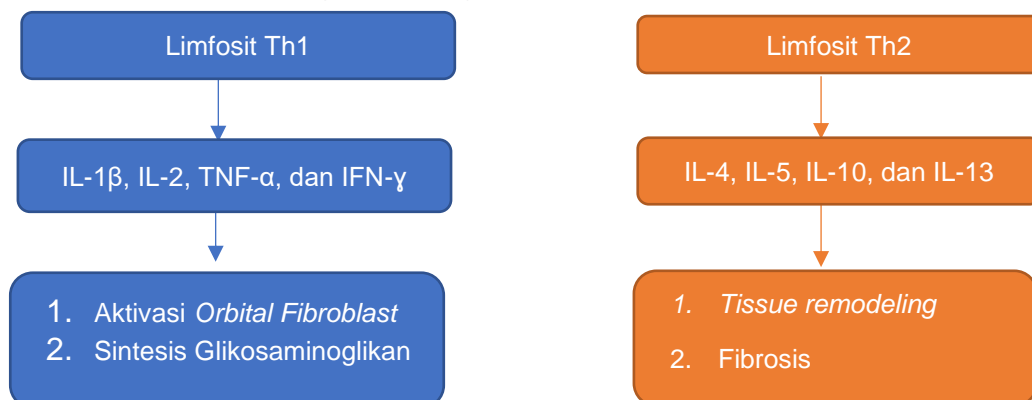 Limfosit Th1
IL-1β, IL-2, TNF-α, dan IFN-ɣ
1. Aktivasi Orbital Fibroblast
2. Sintesis Glikosaminoglikan
Limfosit Th2
IL-4, IL-5, IL-10, dan IL-13
1. Tissue remodeling
2. Fibrosis